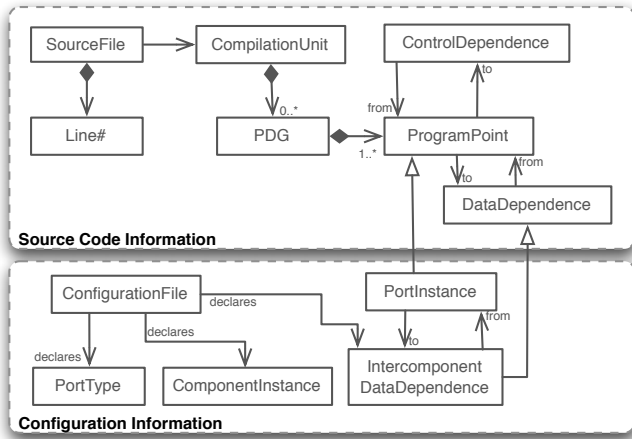 SourceFile
CompilationUnit
ControlDependence
to
0..*
from
Line#
PDG
ProgramPoint
1..*
from
to
DataDependence
Source Code Information
ConfigurationFile
declares
PortInstance
from
declares
to
declares
PortType
ComponentInstance
Intercomponent
DataDependence
Configuration Information